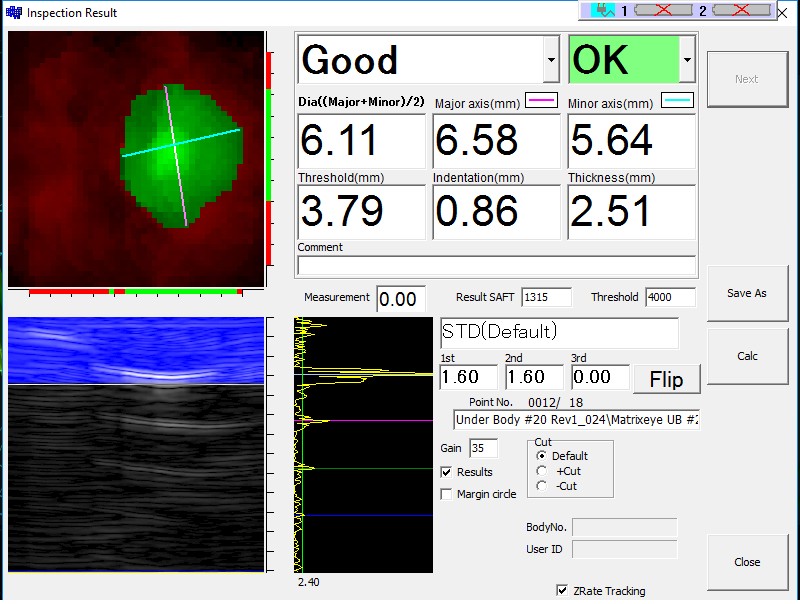 Inspection Result
1 2
Good OK
Next
Dia((Major+Minor)/2) Major axis(mm) Minor axis(mm)
6.11 6.58 5.64
Threshold(mm) Indentation(mm) Thickness(mm)
3.79 0.86 2.51
Comment
Measurement 0.00 Result SAFT 1315 Threshold 4000
Save As
STD(Default)
1st 2nd 3rd
1.60 1.60 0.00 Flip
Calc
Point No. 0012/ 18
Under Body #20 Rev1_024\Matrixeye UB #2
Gain 35
Cut
Default
+Cut
-Cut
Results
Margin circle
BodyNo.
User ID
Close
2.40
ZRate Tracking